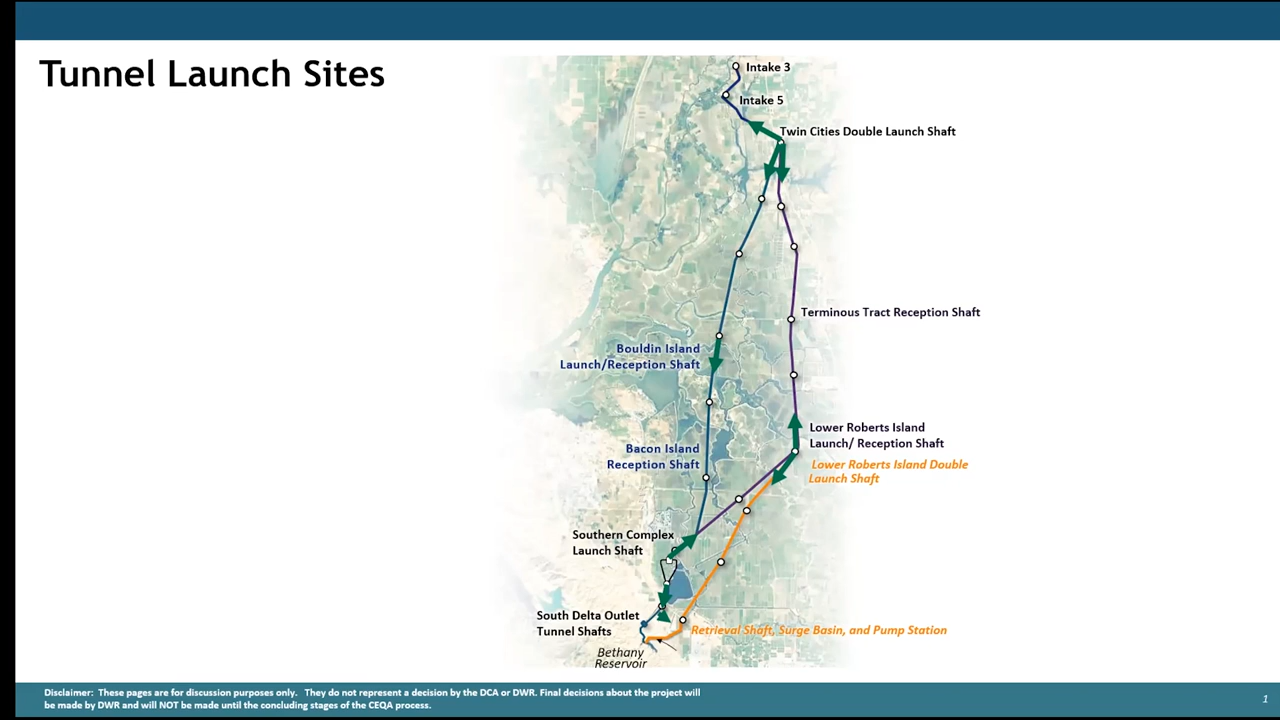 Tunnel Launch Sites
Intake 3
Intake 5
Twin Cities Double Launch Shaft
Terminous Tract Reception Shaft
Bouldin Island
Launch/Reception Shaft
Lower Roberts Island
Launch/ Reception Shaft
Bacon Island
Reception Shaft
Lower Roberts Island Double
Launch Shaft
Southern Complex
Launch Shaft
South Delta Outlet
Tunnel Shafts
Retrieval Shaft, Surge Basin, and Pump Station
Bethany
Reservoir
Disclaimer: These pages are for discussion purposes only. They do not represent a decision by the DCA or DWR. Final decisions about the project will
be made by DWR and will NOT be made until the concluding stages of the CEQA process.
1